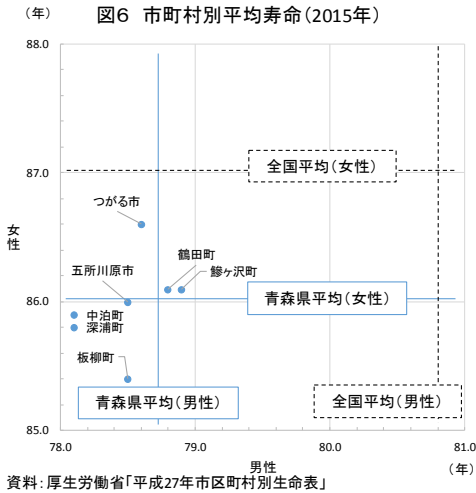 (年)
図6 市町村別平均寿命(2015年)
88.0
全国平均(女性)
87.0
つがる市
女性
鶴田町
五所川原市
鰺ヶ沢町
86.0
青森県平均(女性)
中泊町
深浦町
板柳町
青森県平均(男性)
全国平均(男性)
85.0
78.0 79.0 80.0 81.0
男性
(年)
資料:厚生労働省「平成27年市区町村別生命表」